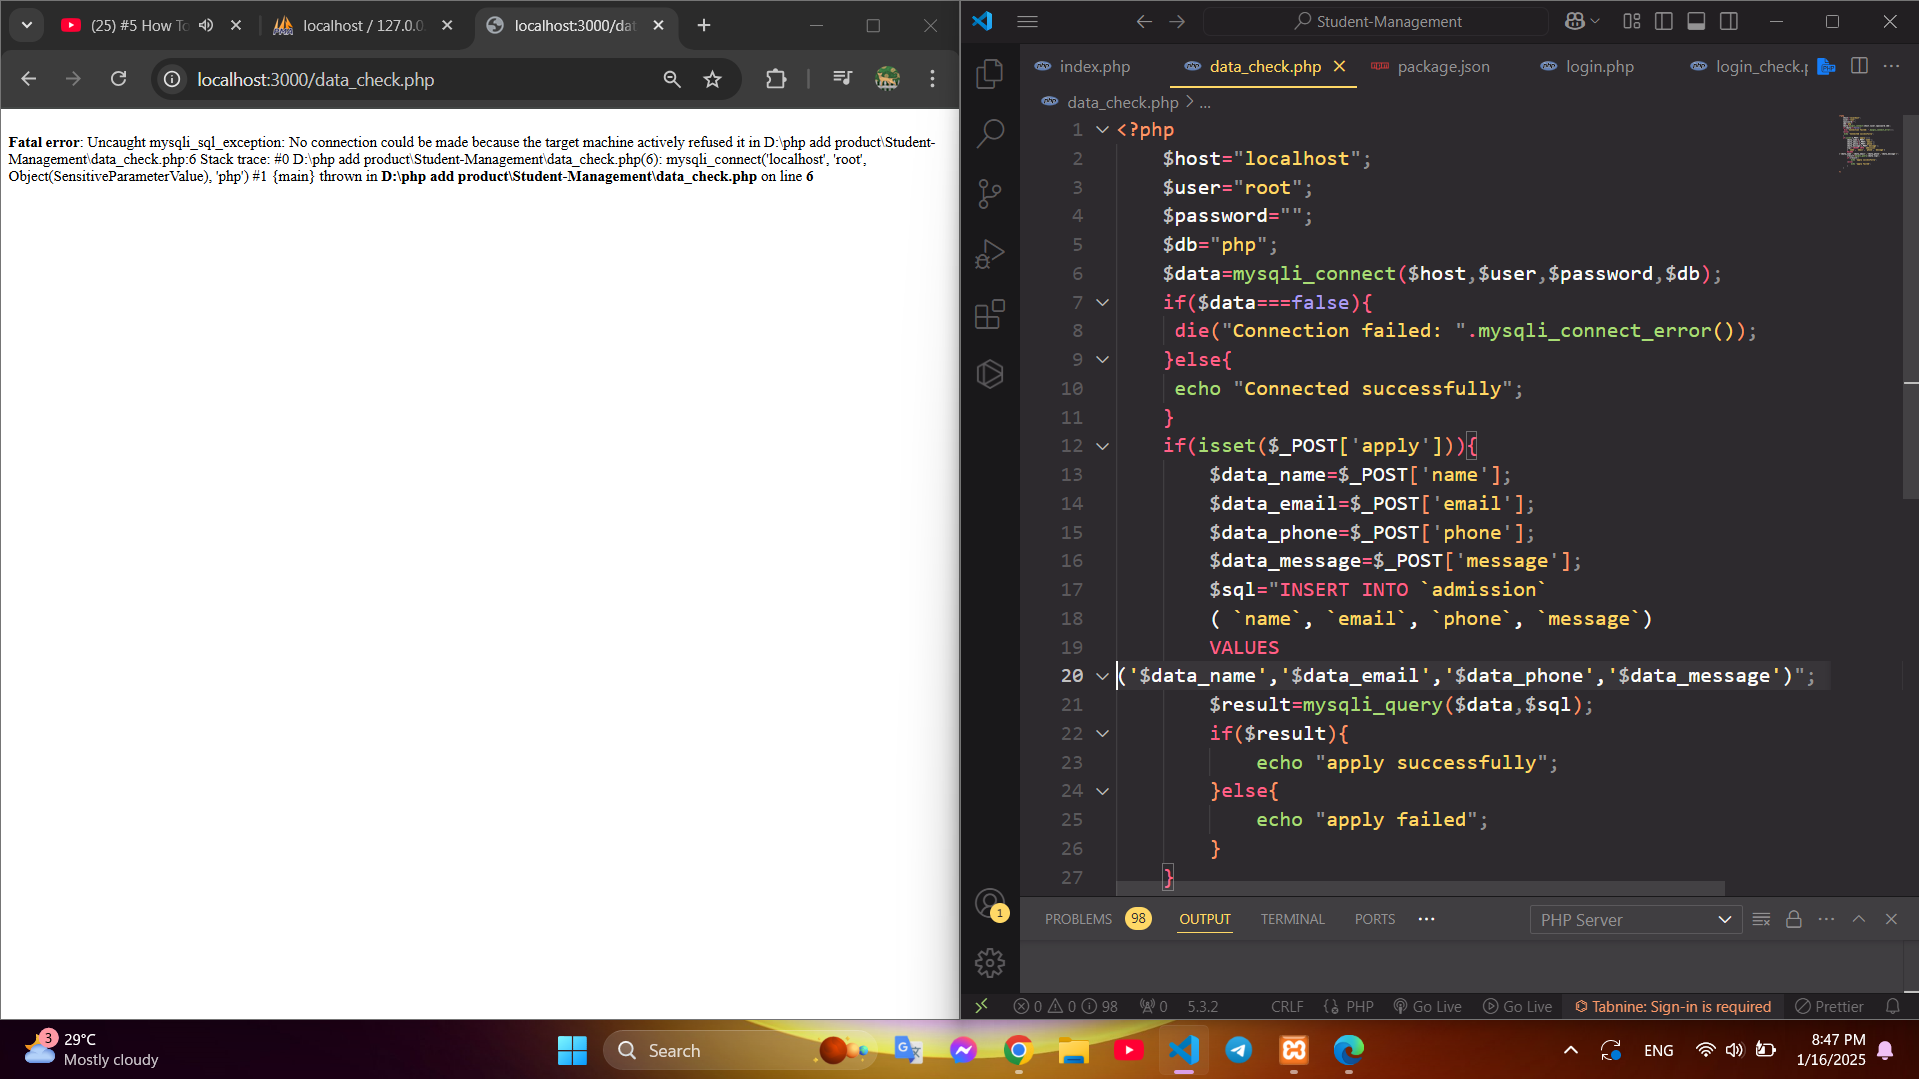 (25) #5 How To
localhost / 127.0.0.
localhost:3000/dat
localhost:3000/data_check.php
Fatal error: Uncaught mysqli_sql_exception: No connection could be made because the target machine actively refused it in D:\php add product\Student-
Management\data_check.php:6 Stack trace: #0 D:\php add product\Student-Management\data_check.php(6): mysqli_connect('localhost', 'root',
Object(SensitiveParameterValue), 'php') #1 {main} thrown in D:\php add product\Student-Management\data_check.php on line 6
Student-Management
index.php
data_check.php
package.json
login.php
login_check.p
data_check.php > ...
1 <?php
2 $host="localhost";
3 $user="root";
4 $password="";
5 $db="php";
6 $data=mysqli_connect($host,$user,$password,$db);
7 if($data===false){
8 die("Connection failed: ".mysqli_connect_error());
9 }else{
10 echo "Connected successfully";
11 }
12 if(isset($_POST['apply'])){
13 $data_name=$_POST['name'];
14 $data_email=$_POST['email'];
15 $data_phone=$_POST['phone'];
16 $data_message=$_POST['message'];
17 $sql="INSERT INTO `admission`
18 ( `name`, `email`, `phone`, `message`)
19 VALUES
20 ('$data_name','$data_email','$data_phone','$data_message')";
21 $result=mysqli_query($data,$sql);
22 if($result){
23 echo "apply successfully";
24 }else{
25 echo "apply failed";
26 }
27 }
1
PROBLEMS 98 OUTPUT TERMINAL PORTS ... PHP Server
0 0 98 0 5.3.2 CRLF {} PHP Go Live Go Live Tabnine: Sign-in is required Prettier
3
29°C
Mostly cloudy
Search
ENG
8:47 PM
1/16/2025